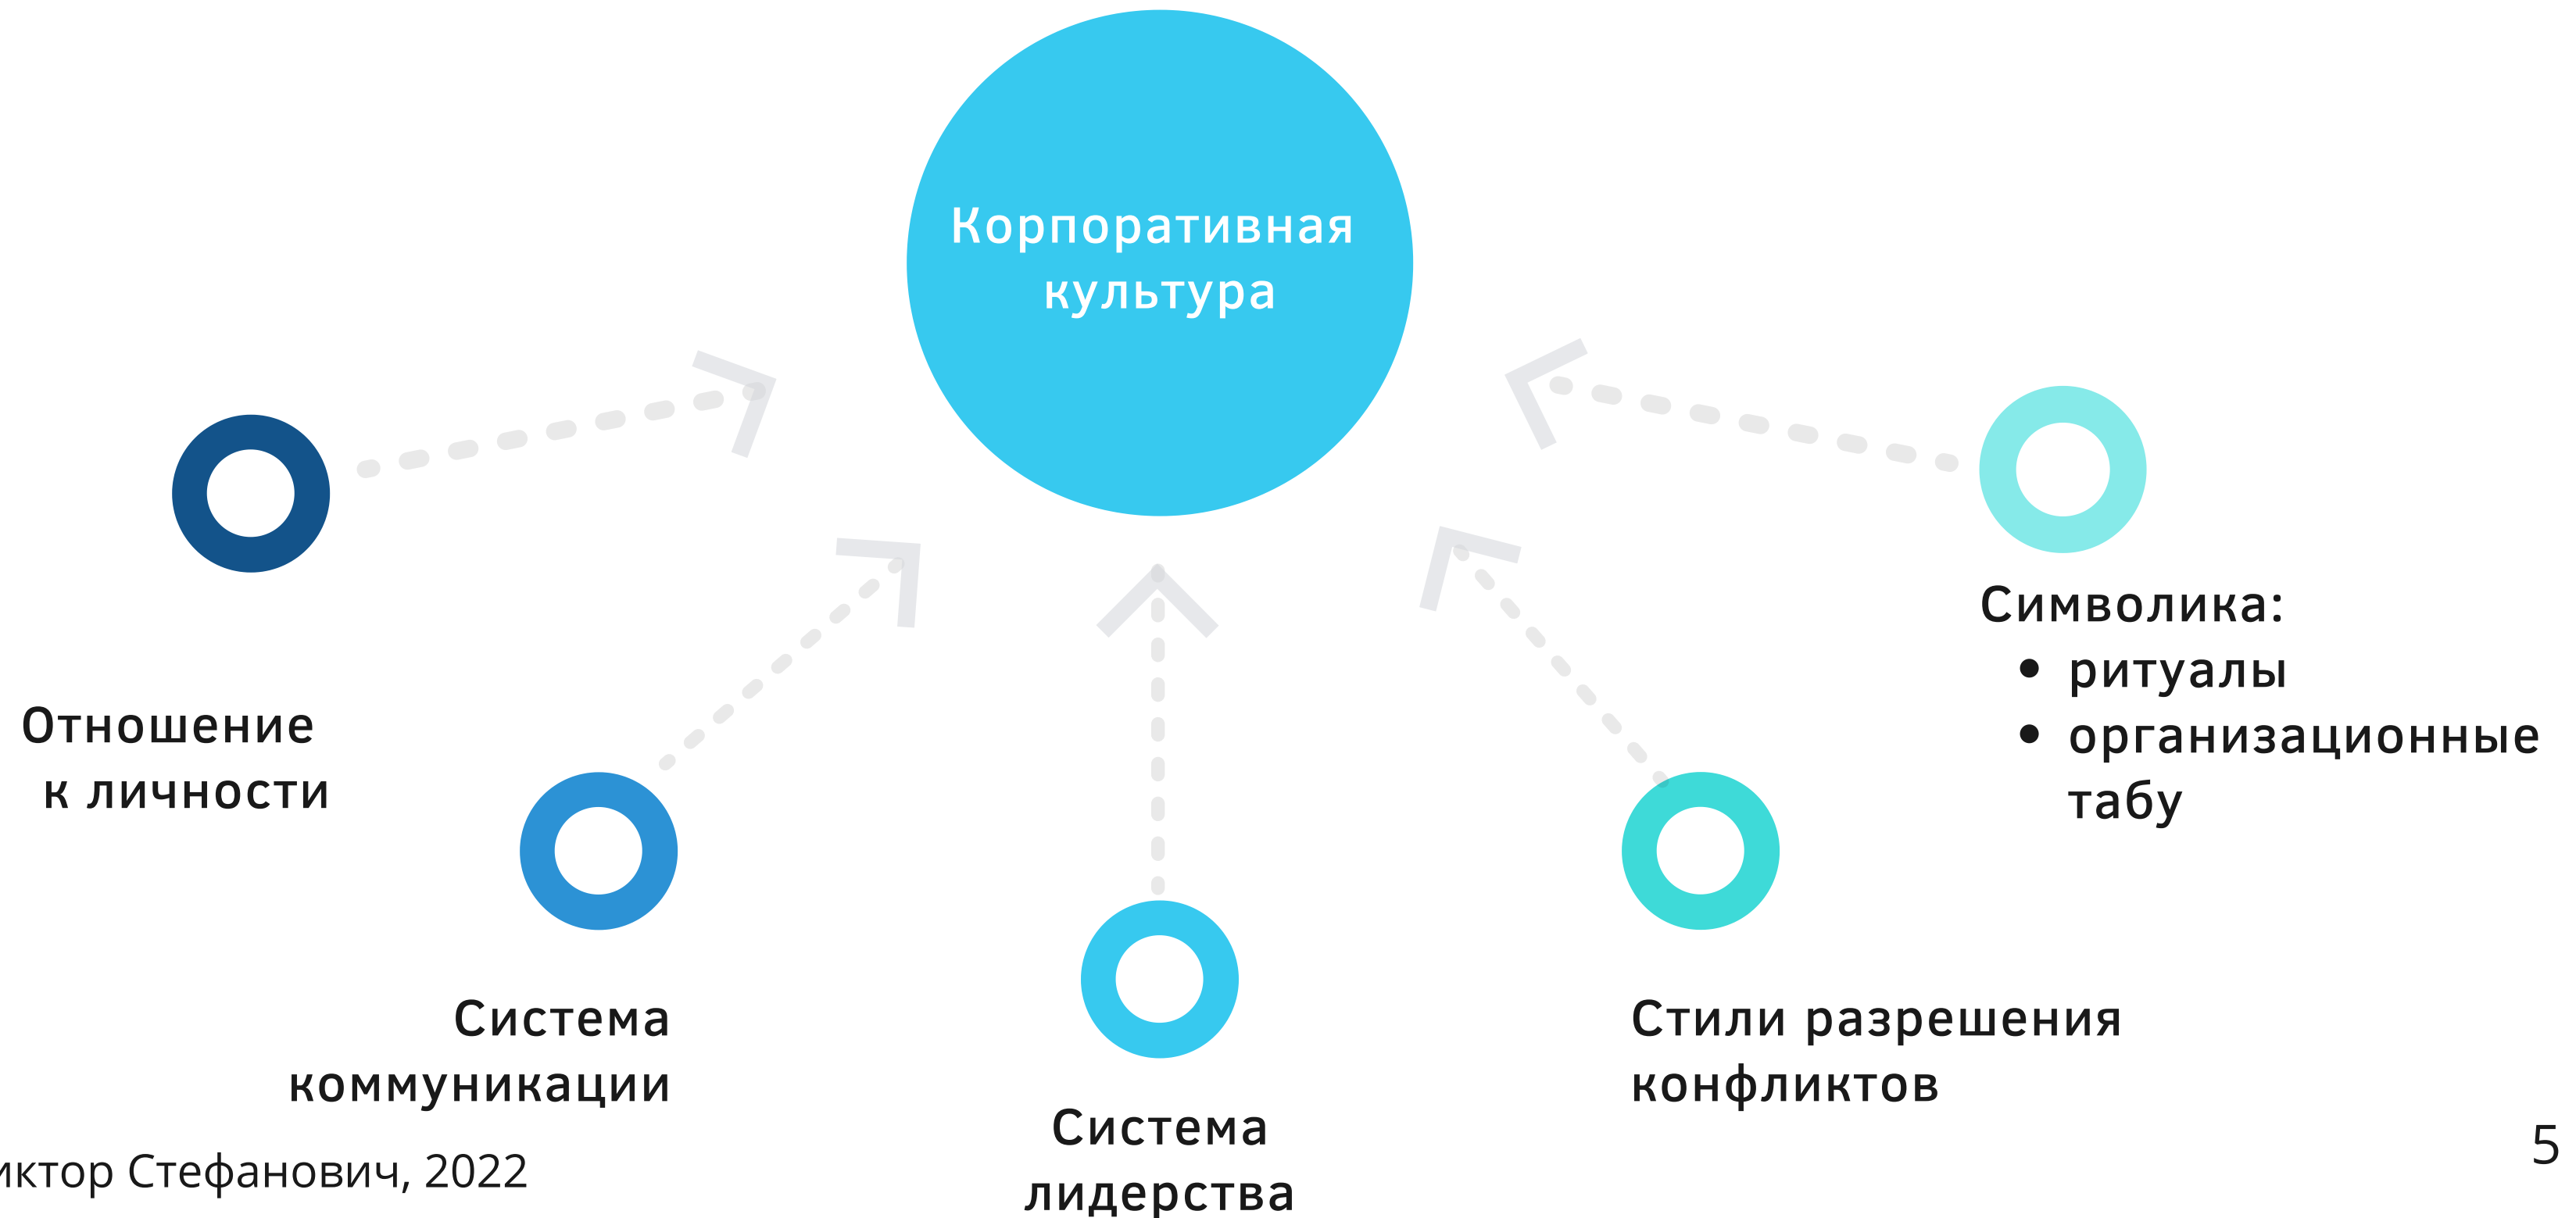 Корпоративная
культура
Отношение
к личности
Система
коммуникации
Система
лидерства
Стили разрешения
конфликтов
Символика:
• ритуалы
• организационные
табу
иктор Стефанович, 2022
5